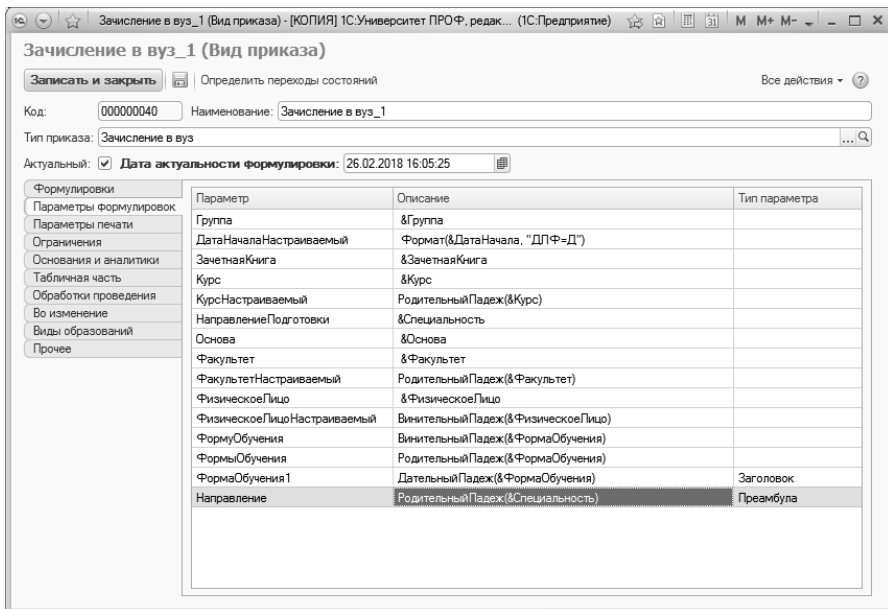 Зачисление в вуз_1 (Вид приказа) - [КОПИЯ] 1С:Университет ПРОФ, редак... (1С:Предприятие) M M+ M-
Зачисление в вуз_1 (Вид приказа)
Записать и закрыть Определить переходы состояний Все действия
Код: 000000040 Наименование: Зачисление в вуз_1
Тип приказа: Зачисление в вуз ...
Актуальный: Дата актуальности формулировки: 26.02.2018 16:05:25
Формулировки
Параметры формулировок
Параметры печати
Ограничения
Основания и аналитики
Табличная часть
Обработки проведения
Во изменение
Виды образований
Прочее
Параметр Описание Тип параметра
Группа &Группа
ДатаНачалаНастраиваемый Формат(&ДатаНачала, "ДЛФ=Д")
ЗачетнаяКнига &ЗачетнаяКнига
Курс &Курс
КурсНастраиваемый РодительныйПадеж(&Курс)
НаправлениеПодготовки &Специальность
Основа &Основа
Факультет &Факультет
ФакультетНастраиваемый РодительныйПадеж(&Факультет)
ФизическоеЛицо &ФизическоеЛицо
ФизическоеЛицоНастраиваемый ВинительныйПадеж(&ФизическоеЛицо)
ФормуОбучения ВинительныйПадеж(&ФормаОбучения)
ФормыОбучения РодительныйПадеж(&ФормаОбучения)
ФормаОбучения1 ДательныйПадеж(&ФормаОбучения) Заголовок
Направление РодительныйПадеж(&Специальность) Преамбула